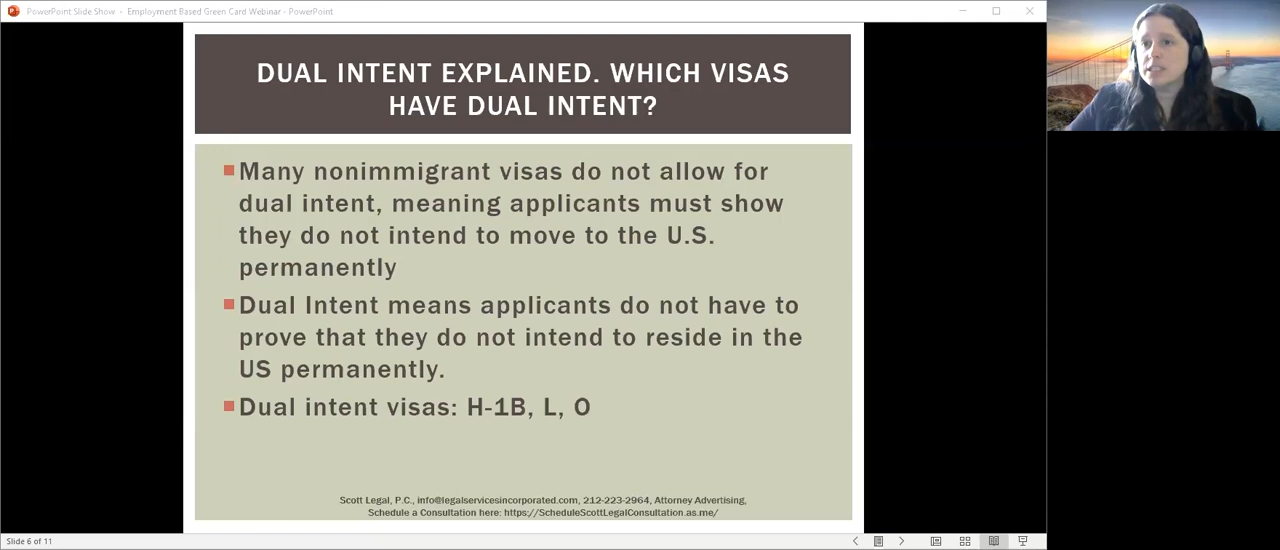 PowerPoint Slide Show - Employment Based Green Card Webinar - PowerPoint
DUAL INTENT EXPLAINED. WHICH VISAS
HAVE DUAL INTENT?
Many nonimmigrant visas do not allow for
dual intent, meaning applicants must show
they do not intend to move to the U.S.
permanently
Dual Intent means applicants do not have to
prove that they do not intend to reside in the
US permanently.
Dual intent visas: H-1B, L, O
Scott Legal, P.C., info@legalservicesincorporated.com, 212-223-2964, Attorney Advertising,
Schedule a Consultation here: https://ScheduleScottLegalConsultation.as.me/
Slide 6 of 11